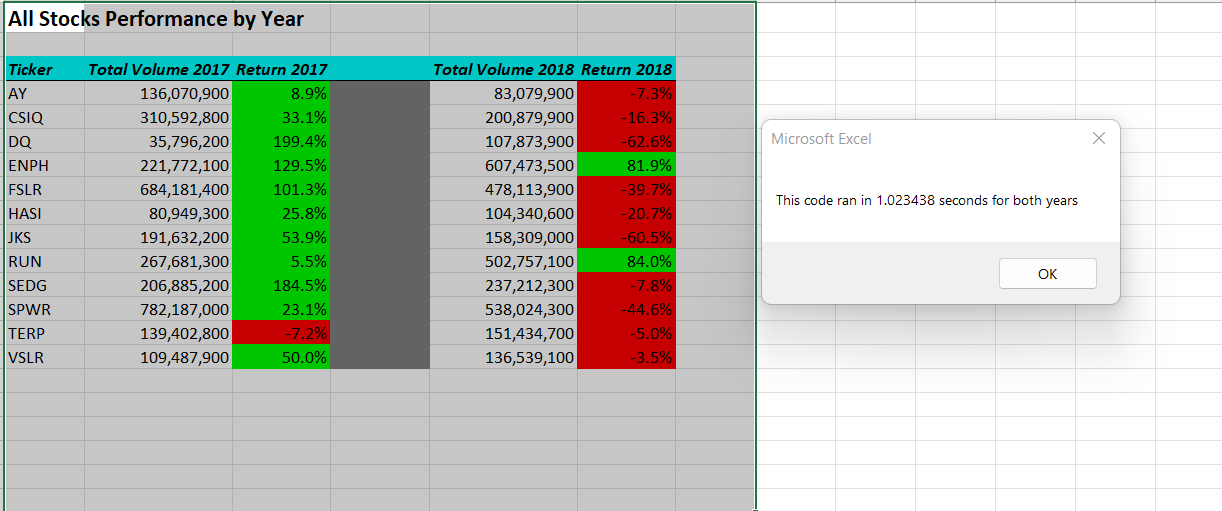 All Stocks Performance by Year
Ticker Total Volume 2017 Return 2017 Total Volume 2018 Return 2018
AY 136,070,900 8.9% 83,079,900 -7.3%
CSIQ 310,592,800 33.1% 200,879,900 -16.3%
DQ 35,796,200 199.4% 107,873,900 -62.6%
ENPH 221,772,100 129.5% 607,473,500 81.9%
FSLR 684,181,400 101.3% 478,113,900 -39.7%
HASI 80,949,300 25.8% 104,340,600 -20.7%
JKS 191,632,200 53.9% 158,309,000 -60.5%
RUN 267,681,300 5.5% 502,757,100 84.0%
SEDG 206,885,200 184.5% 237,212,300 -7.8%
SPWR 782,187,000 23.1% 538,024,300 -44.6%
TERP 139,402,800 -7.2% 151,434,700 -5.0%
VSLR 109,487,900 50.0% 136,539,100 -3.5%
Microsoft Excel
This code ran in 1.023438 seconds for both years
OK